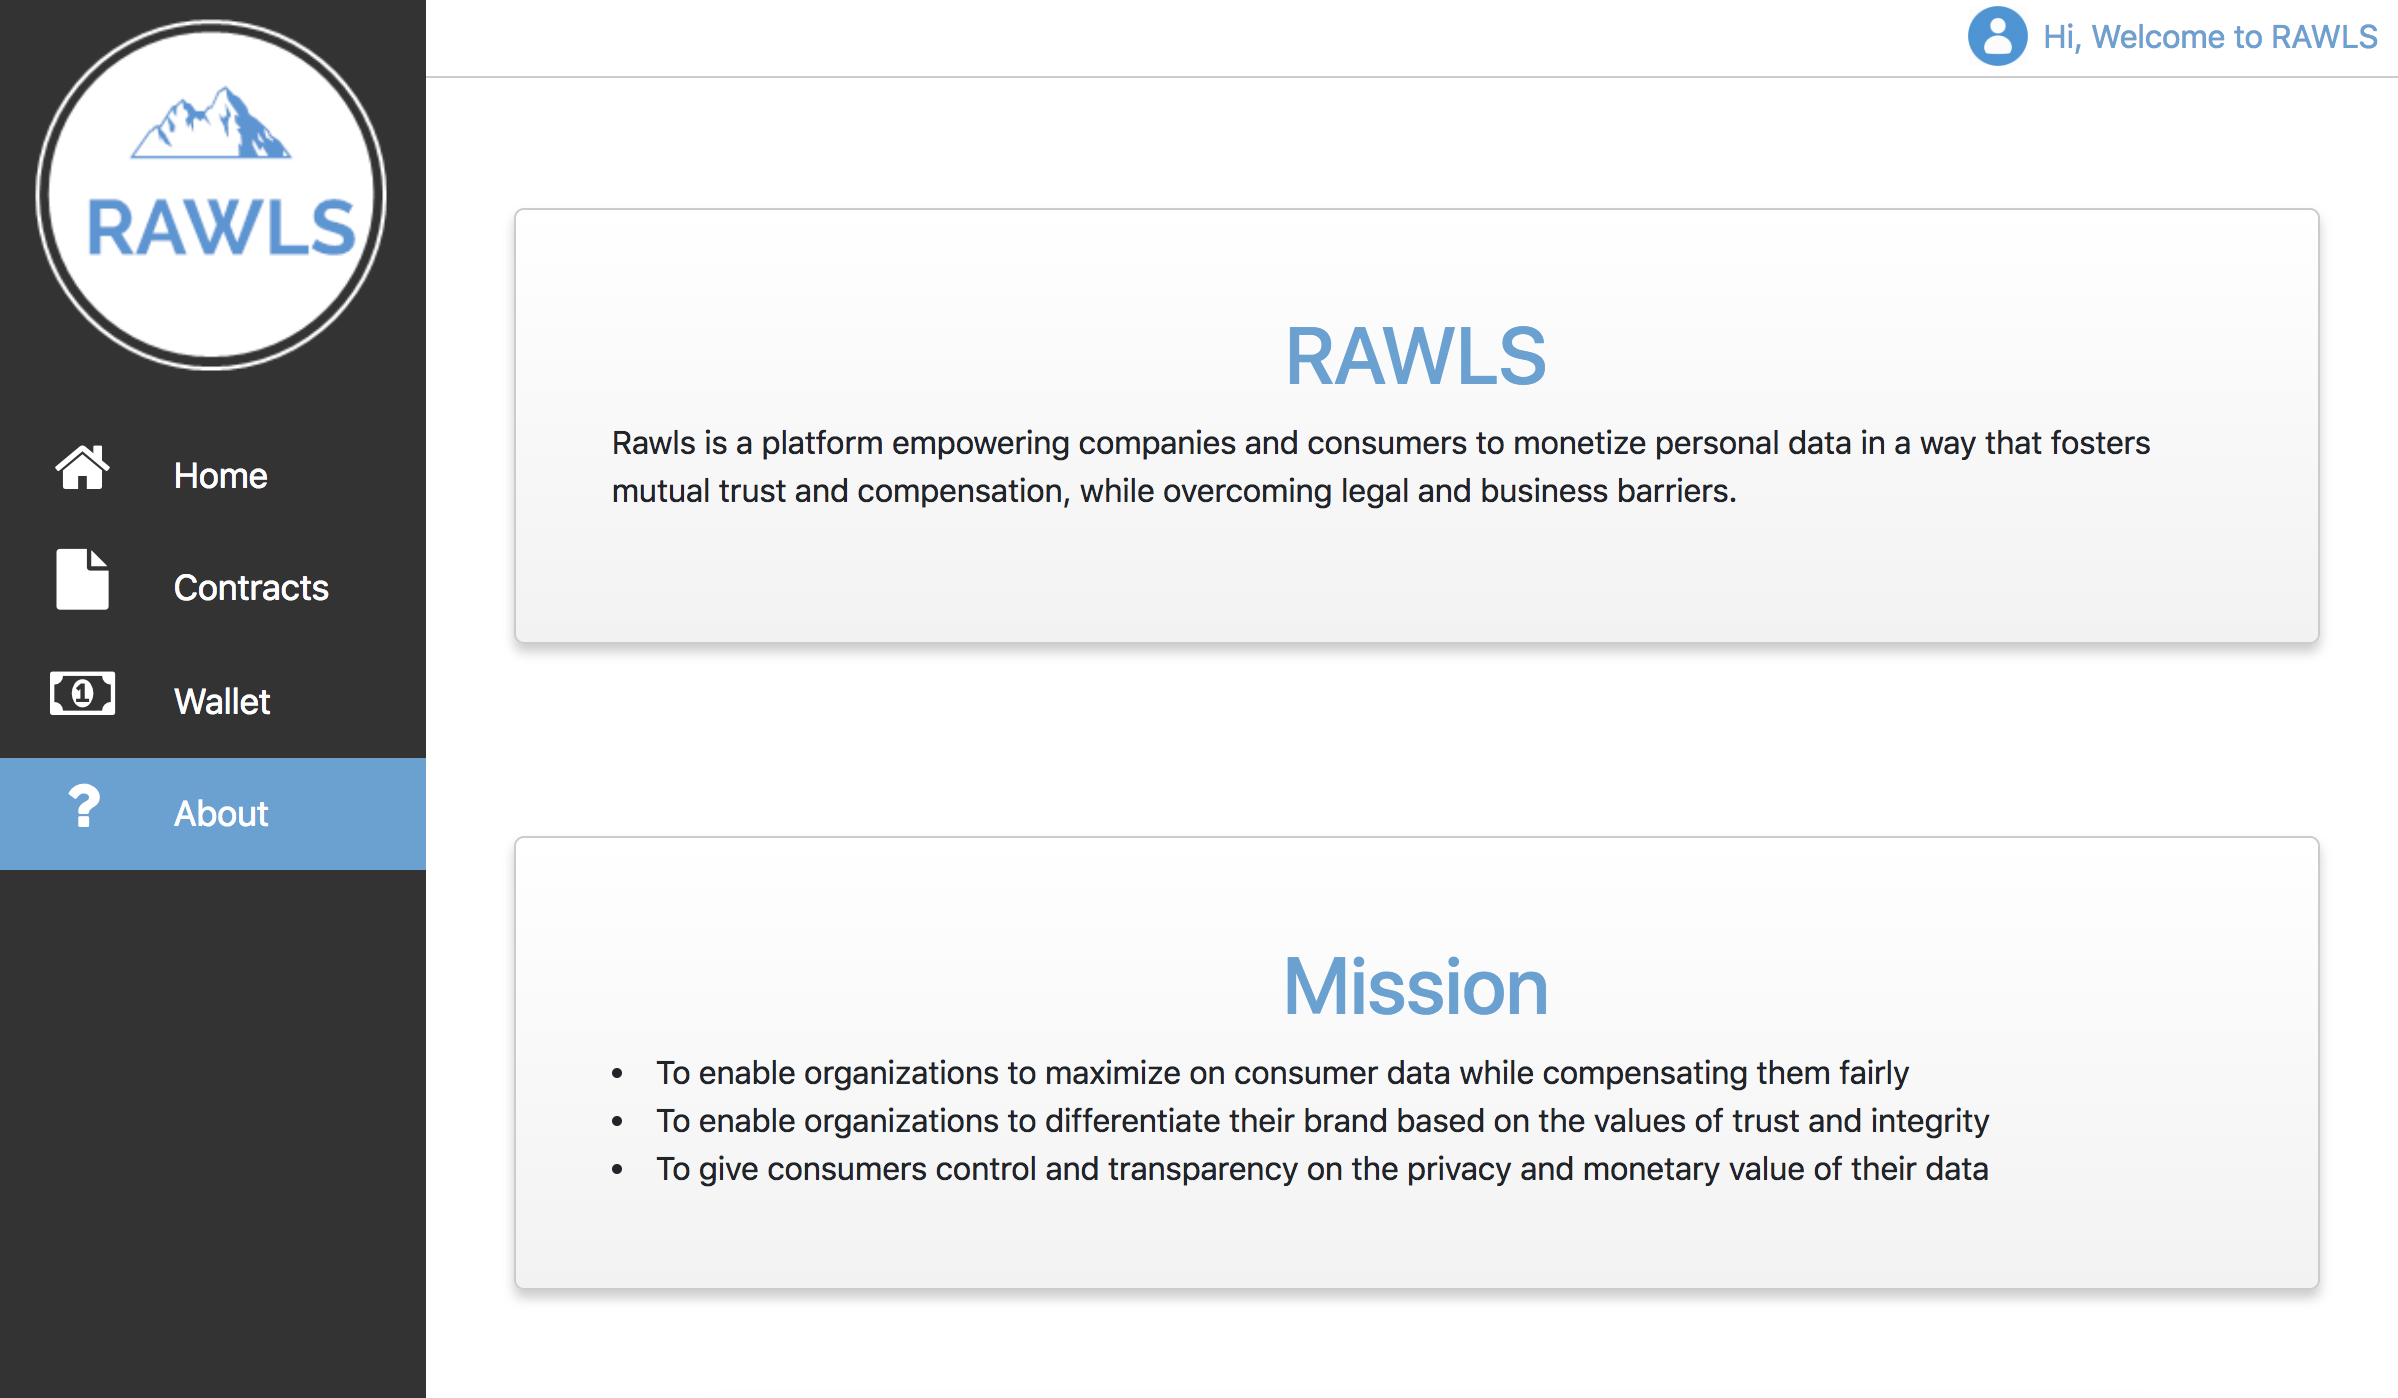 RAWLS
Home
Contracts
Wallet
? About
Hi, Welcome to RAWLS
RAWLS
Rawls is a platform empowering companies and consumers to monetize personal data in a way that fosters
mutual trust and compensation, while overcoming legal and business barriers.
Mission
• To enable organizations to maximize on consumer data while compensating them fairly
• To enable organizations to differentiate their brand based on the values of trust and integrity
• To give consumers control and transparency on the privacy and monetary value of their data